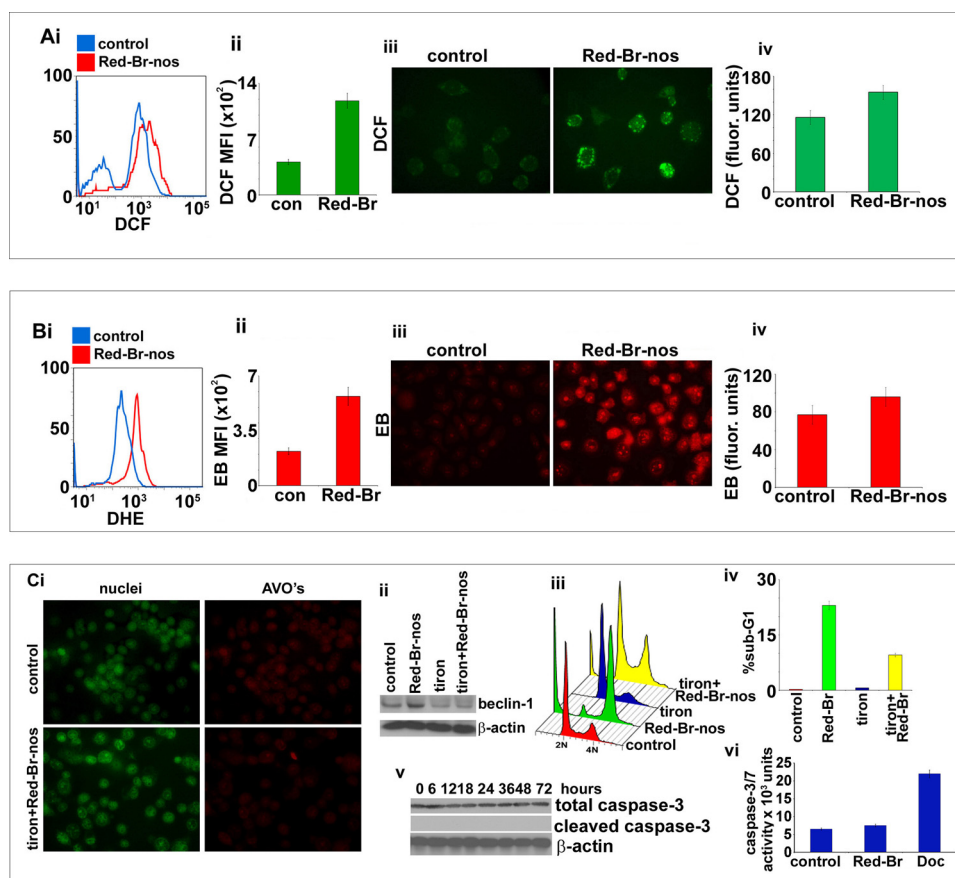 Ai
control
Red-Br-nos
100
50
0
10¹ 10³ 10⁵
DCF
ii
DCF MFI (x10²)
14
7
0
con Red-Br
iii
control Red-Br-nos
DCF
iv
DCF (fluor. units)
180
120
60
0
control Red-Br-nos
Bi
control
Red-Br-nos
100
50
0
10¹ 10³ 10⁵
DHE
ii
EB MFI (x10²)
7
3.5
0
con Red-Br
iii
control Red-Br-nos
EB
iv
EB (fluor. units)
120
80
40
0
control Red-Br-nos
Ci
nuclei AVO's
control
tiron+Red-Br-nos
ii
control
Red-Br-nos
tiron
tiron+Red-Br-nos
beclin-1
β-actin
iii
tiron+
Red-Br-nos
tiron
Red-Br-nos
control
2N 4N
iv
%sub-G1
30
15
0
control
Red-Br
tiron
tiron+
Red-Br
v
0 6 1218 24 3648 72 hours
total caspase-3
cleaved caspase-3
β-actin
vi
caspase-3/7
activity x 10³ units
25
20
15
10
5
0
control Red-Br Doc